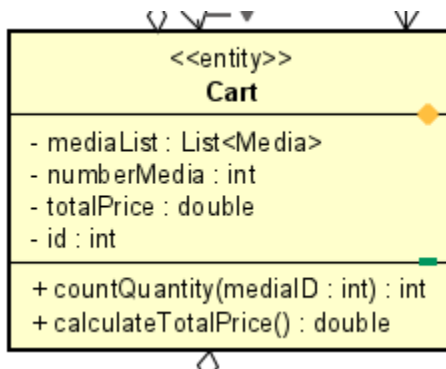 <<entity>>
Cart
- mediaList : List<Media>
- numberMedia : int
- totalPrice : double
- id : int
+ countQuantity(mediaID : int) : int
+ calculateTotalPrice() : double